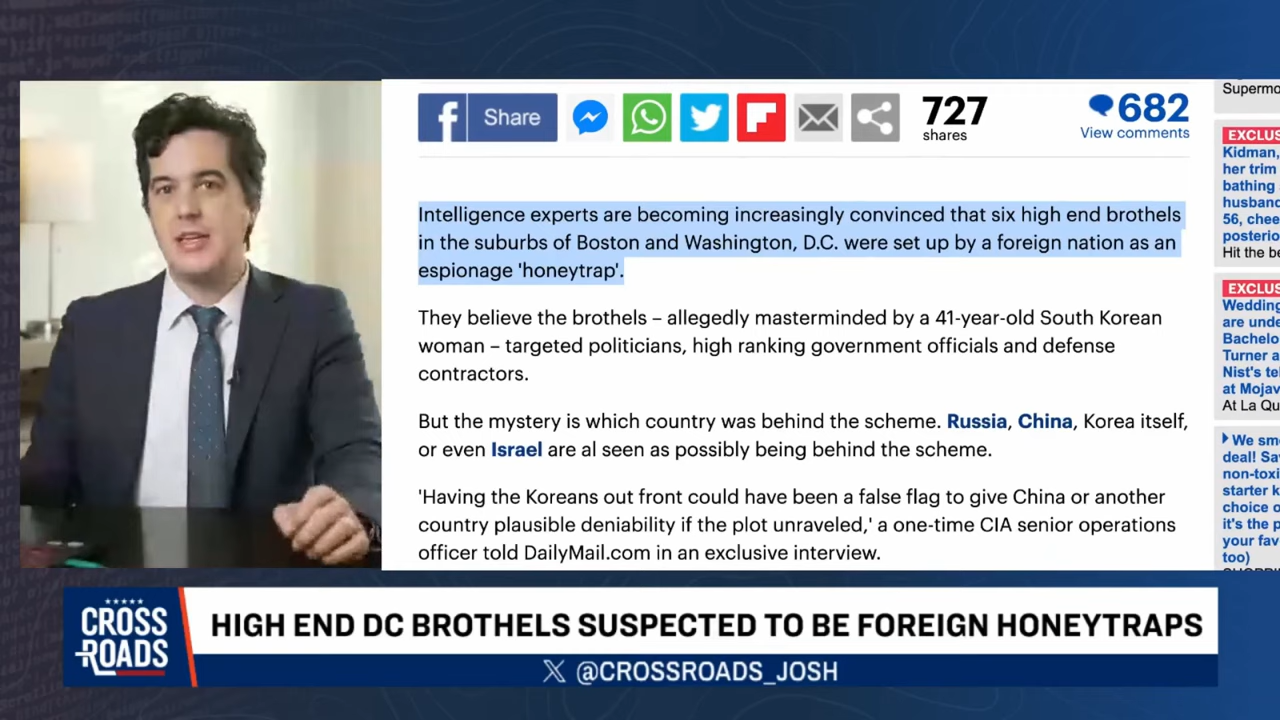 f Share
727
shares
682
View comments
Intelligence experts are becoming increasingly convinced that six high end brothels
in the suburbs of Boston and Washington, D.C. were set up by a foreign nation as an
espionage 'honeytrap'.
They believe the brothels – allegedly masterminded by a 41-year-old South Korean
woman – targeted politicians, high ranking government officials and defense
contractors.
But the mystery is which country was behind the scheme. Russia, China, Korea itself,
or even Israel are al seen as possibly being behind the scheme.
'Having the Koreans out front could have been a false flag to give China or another
country plausible deniability if the plot unraveled,' a one-time CIA senior operations
officer told DailyMail.com in an exclusive interview.
Supermo
EXCLUS
Kidman,
her trim
bathing
husband
56, chee
posterio
Hit the be
EXCLUS
Wedding
are unde
Bachelo
Turner a
Nist's tel
at Mojav
At La Qu
We smo
deal! Sa
non-toxi
starter k
choice o
it's the p
your fav
too)
CROSS
ROADS
HIGH END DC BROTHELS SUSPECTED TO BE FOREIGN HONEYTRAPS
X @CROSSROADS_JOSH